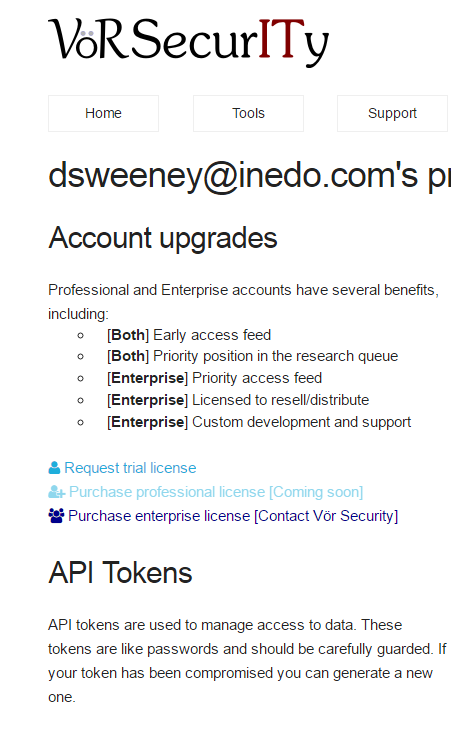 VöR SecurITy
Home Tools Support
dsweeney@inedo.com's pr
Account upgrades
Professional and Enterprise accounts have several benefits,
including:
[Both] Early access feed
[Both] Priority position in the research queue
[Enterprise] Priority access feed
[Enterprise] Licensed to resell/distribute
[Enterprise] Custom development and support
Request trial license
Purchase professional license [Coming soon]
Purchase enterprise license [Contact Vör Security]
API Tokens
API tokens are used to manage access to data. These
tokens are like passwords and should be carefully guarded. If
your token has been compromised you can generate a new
one.